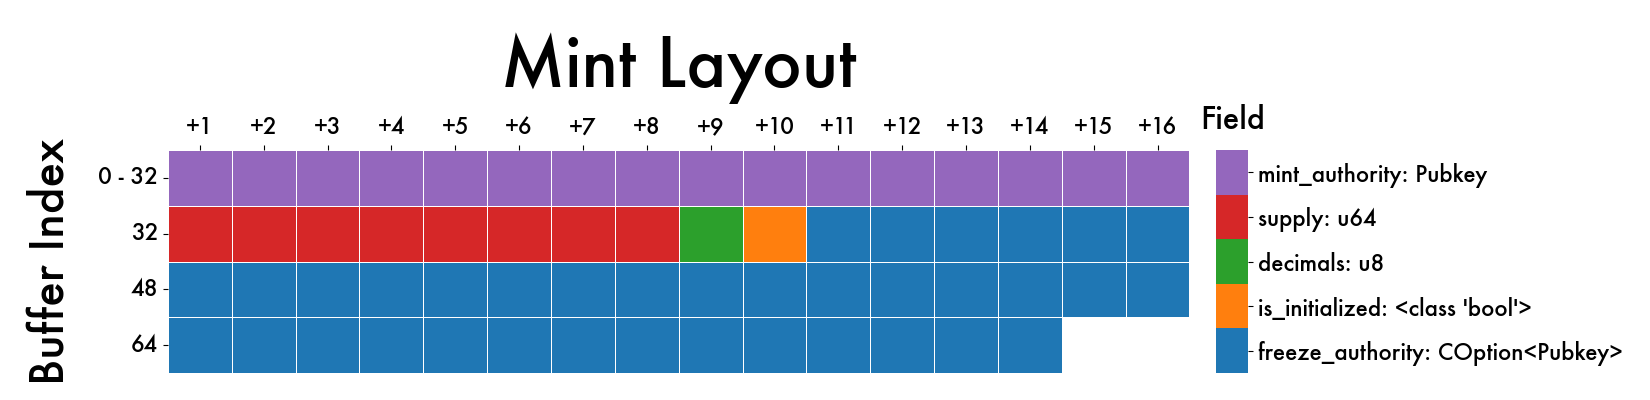 Mint Layout
+1 +2 +3 +4 +5 +6 +7 +8 +9 +10 +11 +12 +13 +14 +15 +16
Buffer Index
0 - 32
32
48
64
Field
mint_authority: Pubkey
supply: u64
decimals: u8
is_initialized: <class 'bool'>
freeze_authority: COption<Pubkey>